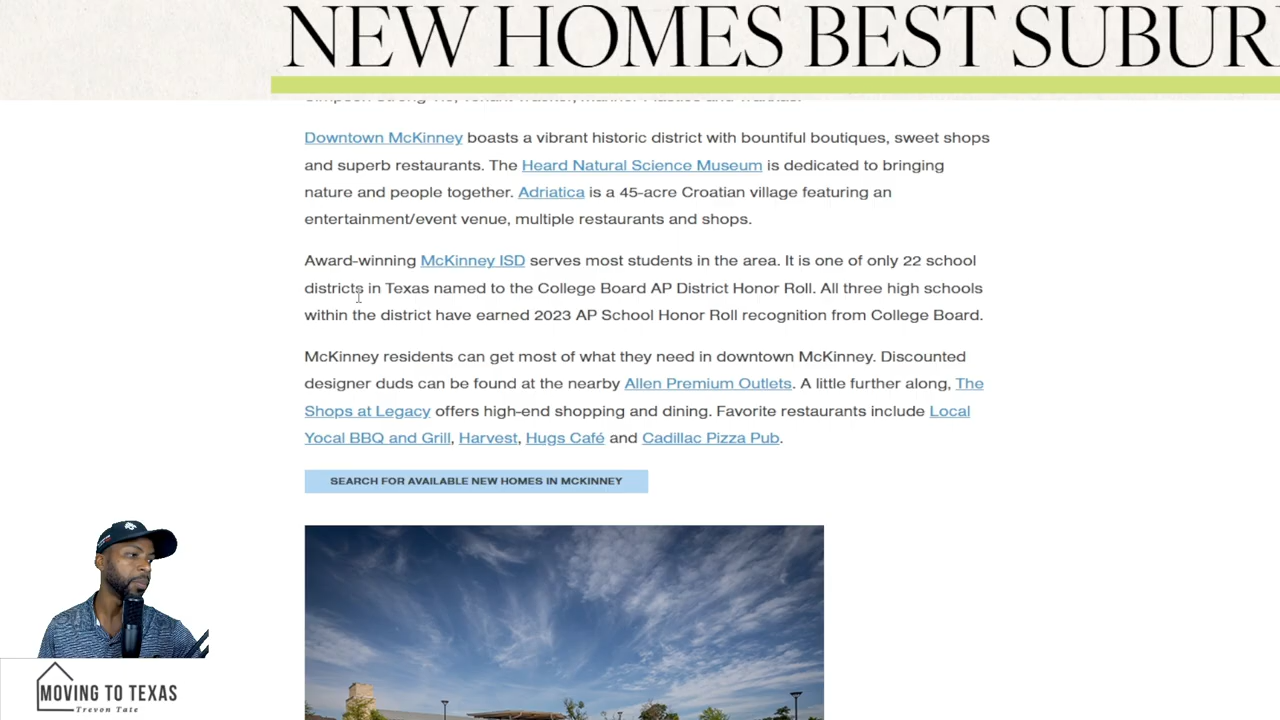 NEW HOMES BEST SUBUR
Downtown McKinney boasts a vibrant historic district with bountiful boutiques, sweet shops
and superb restaurants. The Heard Natural Science Museum is dedicated to bringing
nature and people together. Adriatica is a 45-acre Croatian village featuring an
entertainment/event venue, multiple restaurants and shops.
Award-winning McKinney ISD serves most students in the area. It is one of only 22 school
districts in Texas named to the College Board AP District Honor Roll. All three high schools
within the district have earned 2023 AP School Honor Roll recognition from College Board.
McKinney residents can get most of what they need in downtown McKinney. Discounted
designer duds can be found at the nearby Allen Premium Outlets. A little further along, The
Shops at Legacy offers high-end shopping and dining. Favorite restaurants include Local
Yocal BBQ and Grill, Harvest, Hugs Café and Cadillac Pizza Pub.
SEARCH FOR AVAILABLE NEW HOMES IN MCKINNEY
MOVING TO TEXAS
Trevon Tate